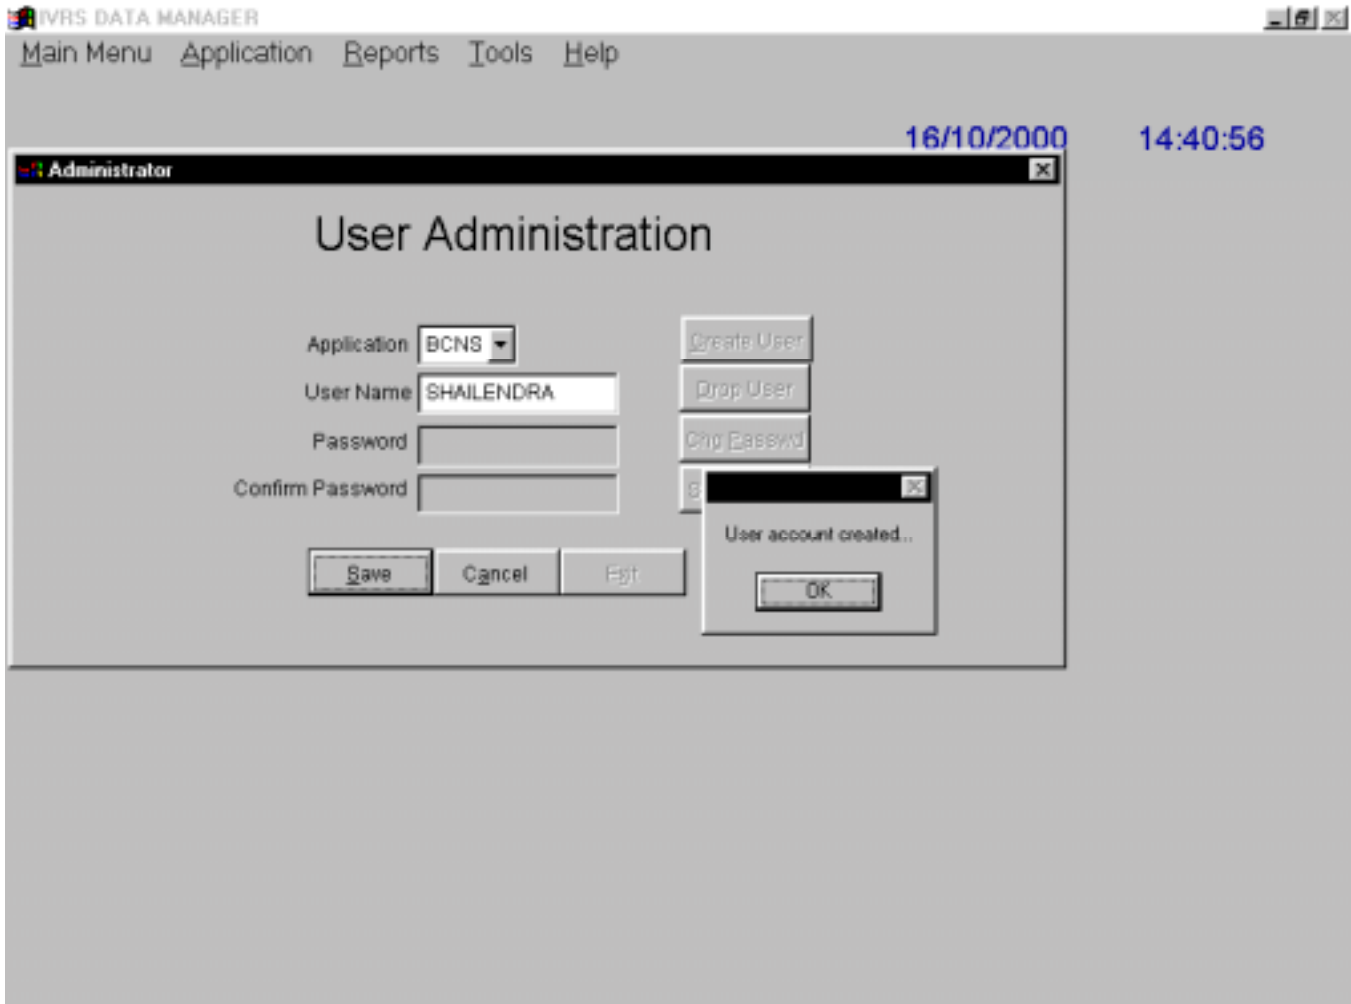 IVRS DATA MANAGER
Main Menu Application Reports Tools Help
16/10/2000 14:40:56
Administrator
User Administration
Application BCNS Create User
User Name SHAILENDRA Drop User
Password Chg Passwd
Confirm Password
User account created...
Save Cancel Exit
OK